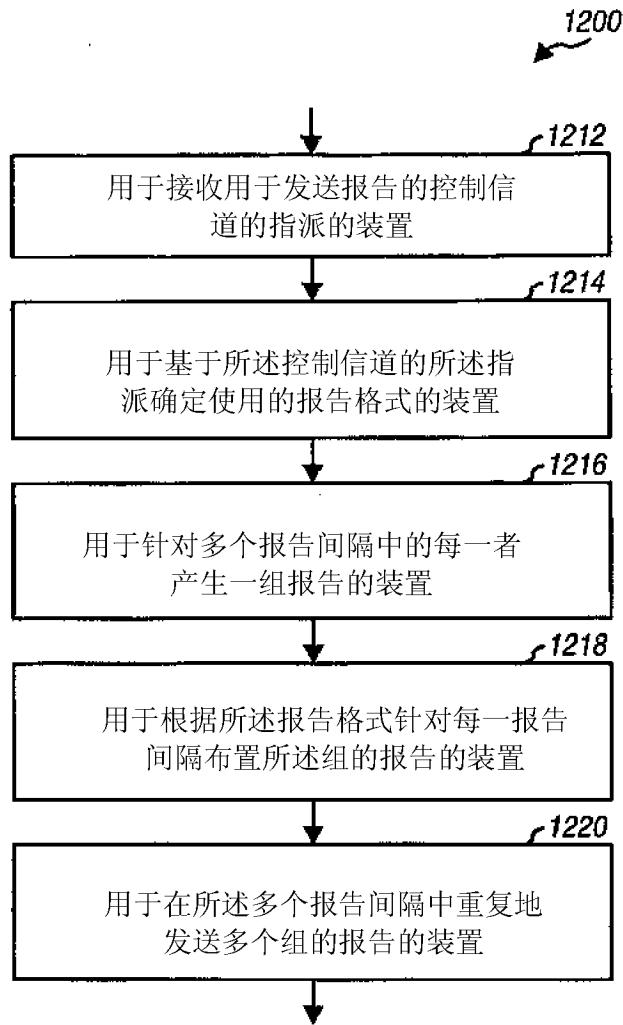 1200
1212
用于接收用于发送报告的控制信
道的指派的装置
1214
用于基于所述控制信道的所述指
派确定使用的报告格式的装置
1216
用于针对多个报告间隔中的每一者
产生一组报告的装置
1218
用于根据所述报告格式针对每一报告
间隔布置所述组的报告的装置
1220
用于在所述多个报告间隔中重复地
发送多个组的报告的装置